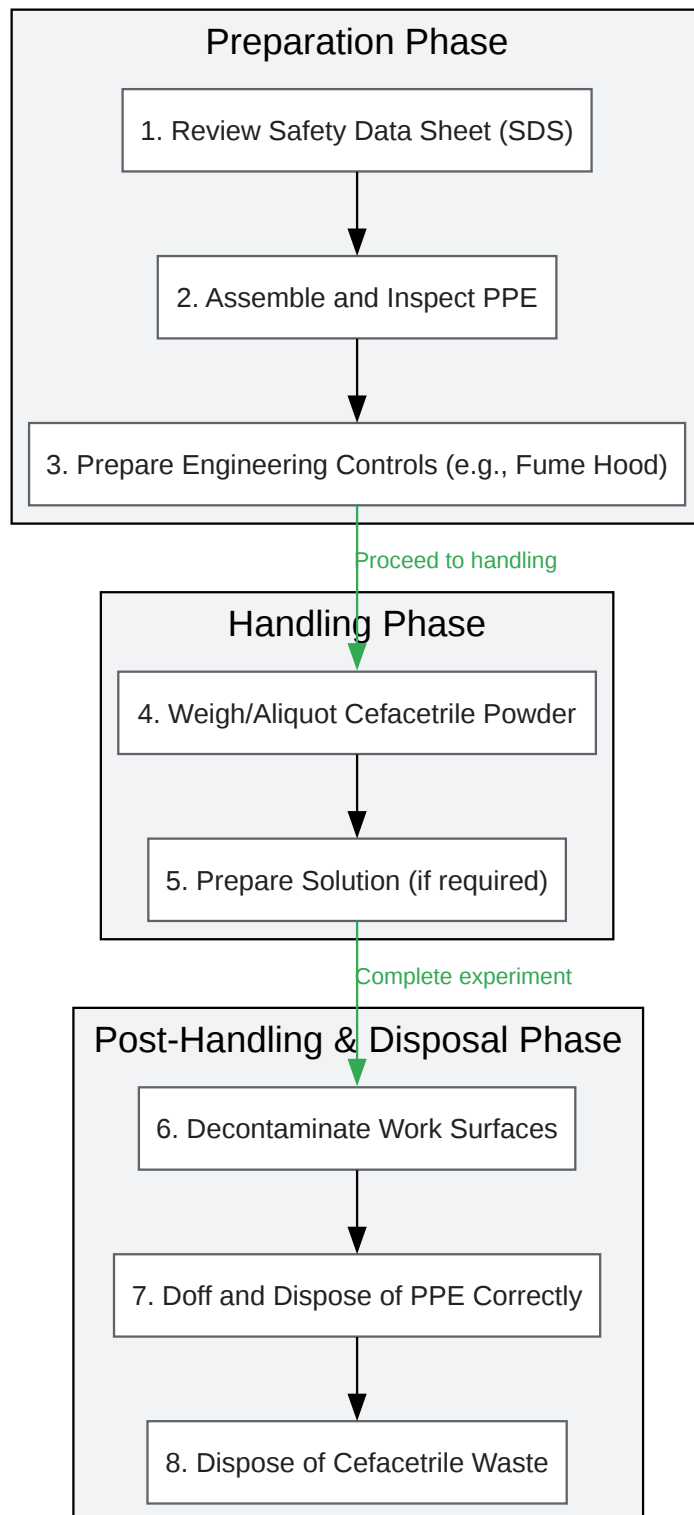 Preparation Phase
1. Review Safety Data Sheet (SDS)
2. Assemble and Inspect PPE
3. Prepare Engineering Controls (e.g., Fume Hood)
Proceed to handling
Handling Phase
4. Weigh/Aliquot Cefacetrile Powder
5. Prepare Solution (if required)
Complete experiment
Post-Handling & Disposal Phase
6. Decontaminate Work Surfaces
7. Doff and Dispose of PPE Correctly
8. Dispose of Cefacetrile Waste